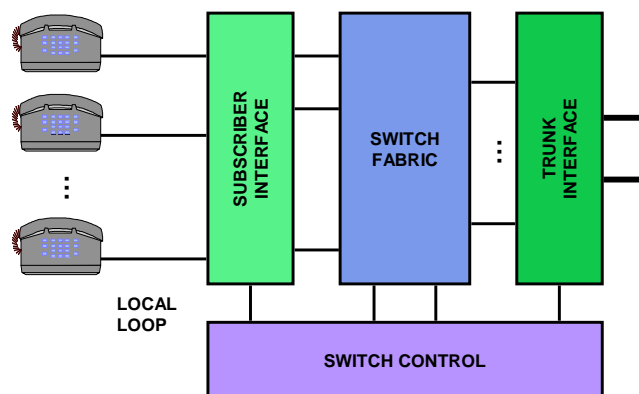 SUBSCRIBER
INTERFACE
SWITCH
FABRIC
TRUNK
INTERFACE
LOCAL
LOOP
SWITCH CONTROL